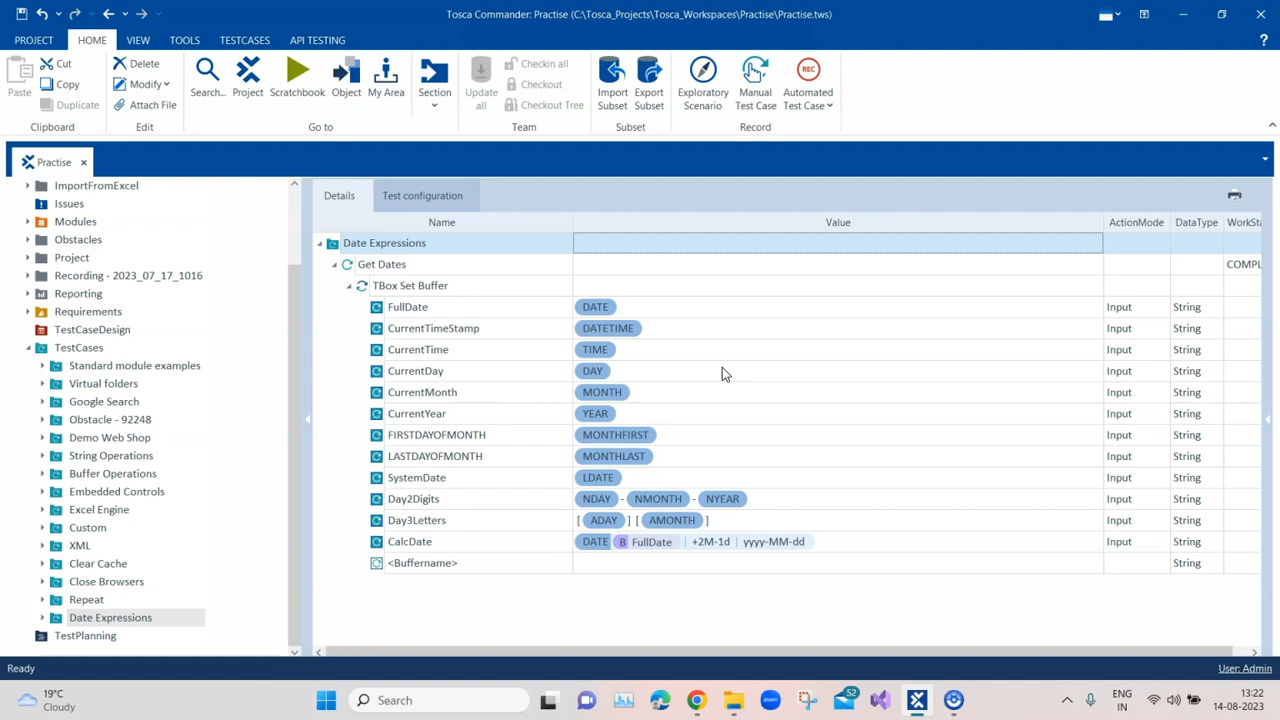 Tosca Commander: Practise (C:\Tosca_Projects\Tosca_Workspaces\Practise\Practise.tws)
PROJECT HOME VIEW TOOLS TESTCASES API TESTING ?
Paste Cut Copy Duplicate
Clipboard
Delete Modify Attach File
Edit
Search... Project Scratchbook Object My Area Section
Go to
Update all Checkin all Checkout Checkout Tree
Team
Import Subset Export Subset
Subset
REC
Exploratory Scenario Manual Test Case Automated Test Case
Record
Practise ×
ImportFromExcel
Issues
Modules
Obstacles
Project
Recording - 2023_07_17_1016
Reporting
Requirements
TestCaseDesign
TestCases
Standard module examples
Virtual folders
Google Search
Obstacle - 92248
Demo Web Shop
String Operations
Buffer Operations
Embedded Controls
Excel Engine
Custom
XML
Clear Cache
Close Browsers
Repeat
Date Expressions
TestPlanning
Details Test configuration
Name Value ActionMode DataType WorkSta
Date Expressions
Get Dates COMPL
TBox Set Buffer
FullDate DATE Input String
CurrentTimeStamp DATETIME Input String
CurrentTime TIME Input String
CurrentDay DAY Input String
CurrentMonth MONTH Input String
CurrentYear YEAR Input String
FIRSTDAYOFMONTH MONTHFIRST Input String
LASTDAYOFMONTH MONTHLAST Input String
SystemDate LDATE Input String
Day2Digits NDAY - NMONTH - NYEAR Input String
Day3Letters [ ADAY ] [ AMONTH ] Input String
CalcDate DATE B FullDate | +2M-1d | yyyy-MM-dd Input String
<Buffername> String
Ready User: Admin
19°C
Cloudy
Search
52
ENG
IN
13:22
14-08-2023